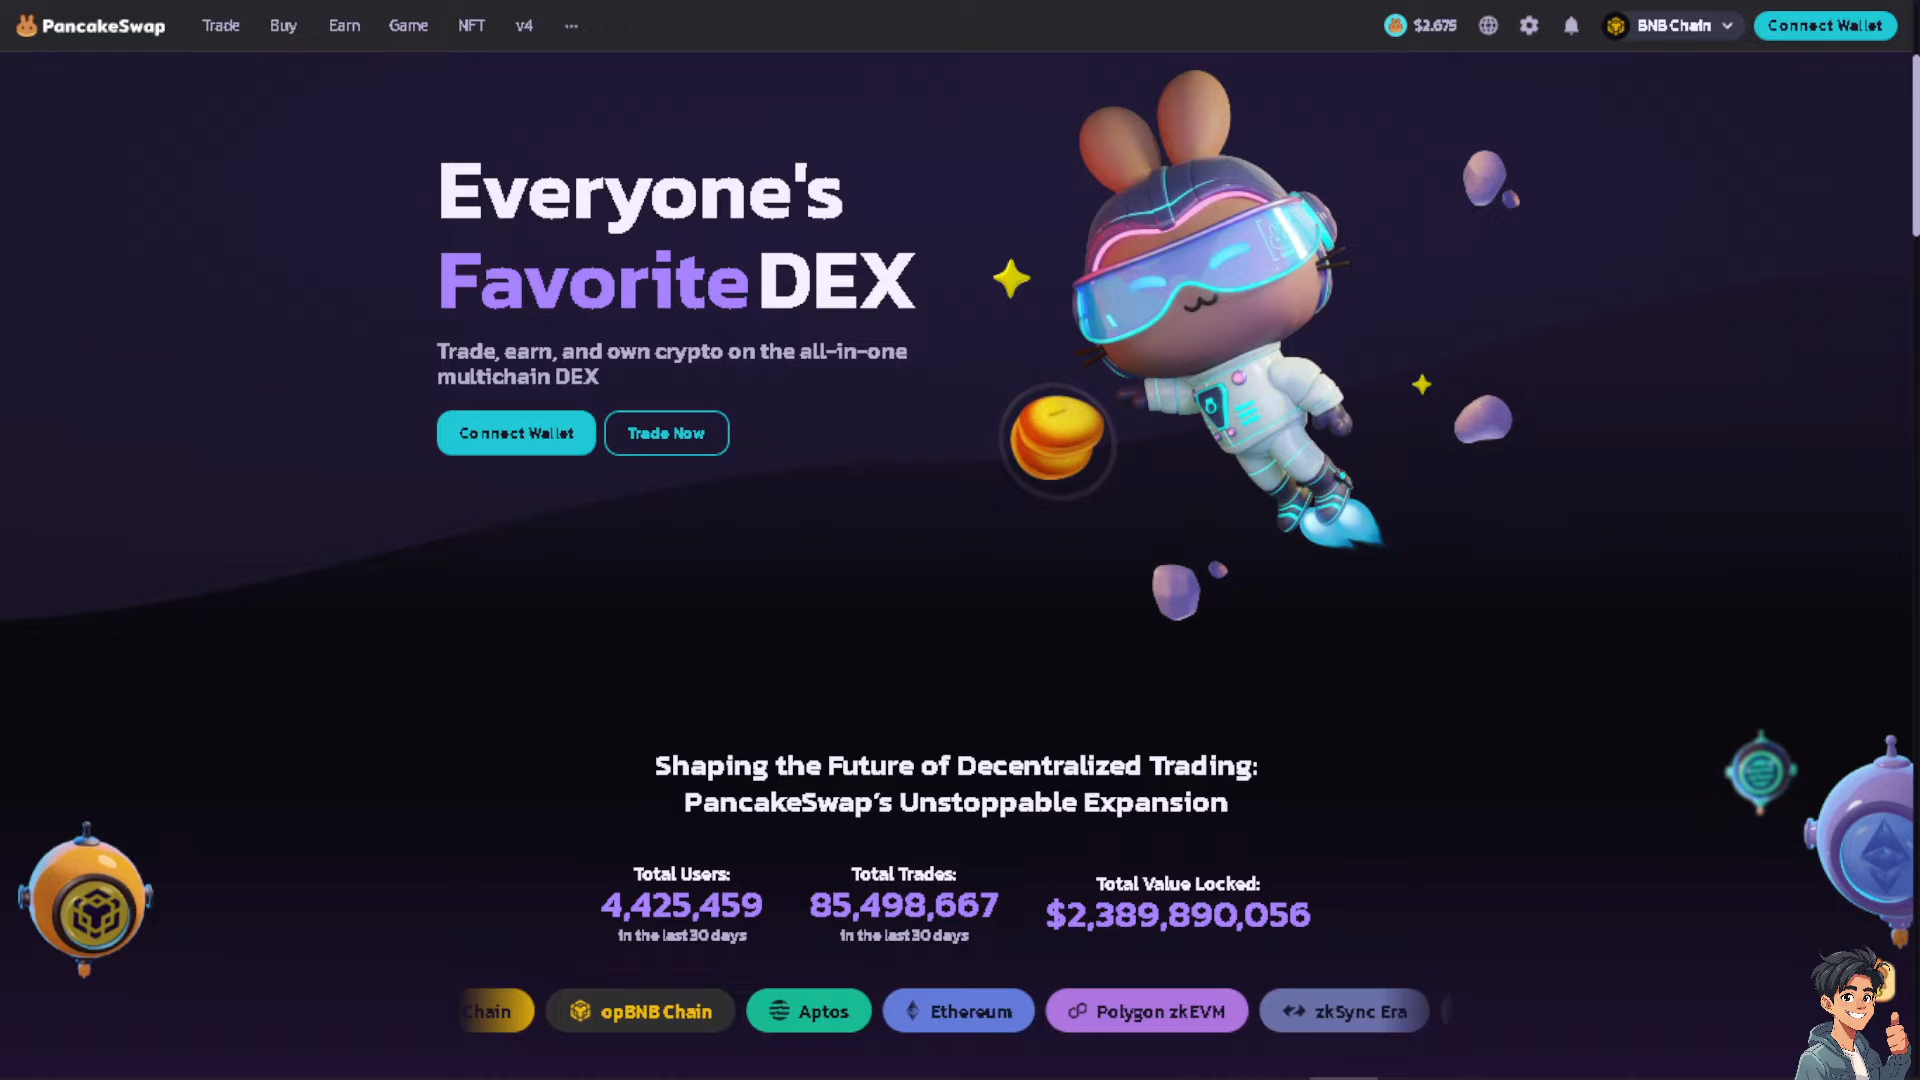 PancakeSwap
Trade
Buy
Earn
Game
NFT
v4
$2.675
BNB Chain
Connect Wallet
Everyone's
Favorite DEX
Trade, earn, and own crypto on the all-in-one
multichain DEX
Connect Wallet
Trade Now
Shaping the Future of Decentralized Trading:
PancakeSwap’s Unstoppable Expansion
Total Users:
4,425,459
in the last 30 days
Total Trades:
85,498,667
in the last 30 days
Total Value Locked:
$2,389,890,056
Chain
opBNB Chain
Aptos
Ethereum
Polygon zkEVM
zkSync Era